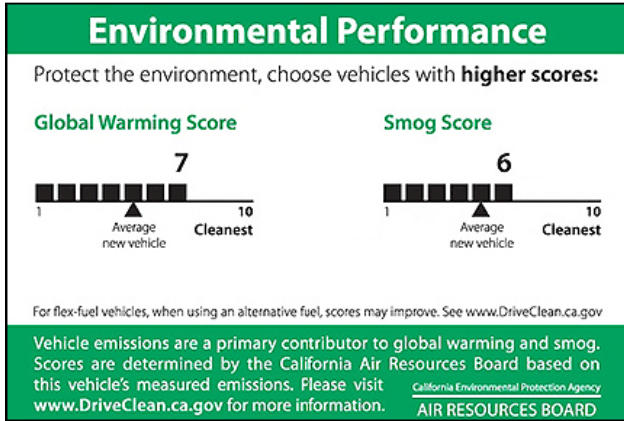 Environmental Performance
Protect the environment, choose vehicles with higher scores:
Global Warming Score
7
1
10
Average
new vehicle
Cleanest
Smog Score
6
1
10
Average
new vehicle
Cleanest
For flex-fuel vehicles, when using an alternative fuel, scores may improve. See www.DriveClean.ca.gov
Vehicle emissions are a primary contributor to global warming and smog.
Scores are determined by the California Air Resources Board based on
this vehicle's measured emissions. Please visit
www.DriveClean.ca.gov for more information.
California Environmental Protection Agency
AIR RESOURCES BOARD